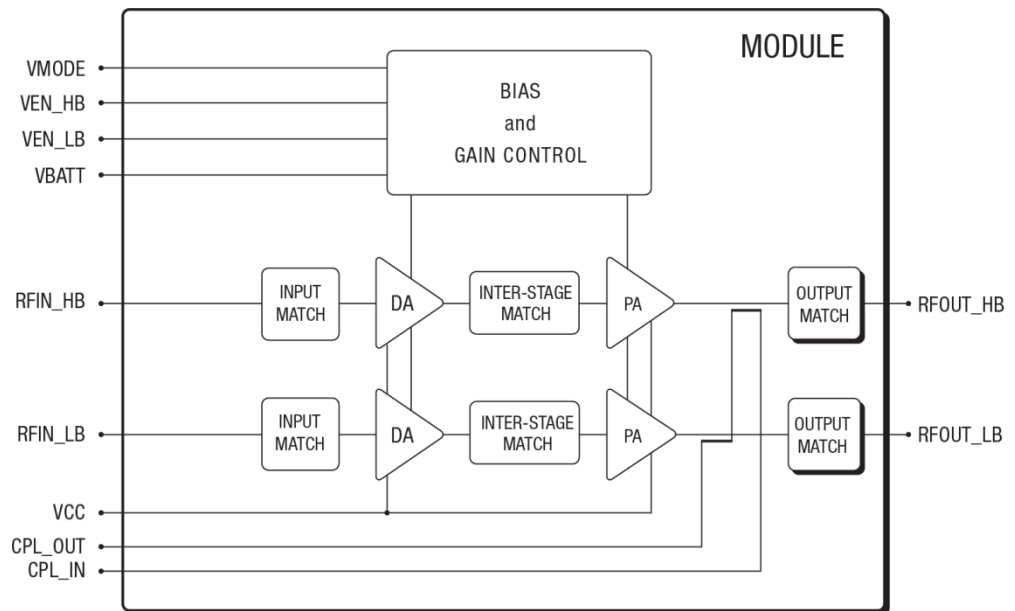 MODULE
VMODE
VEN_HB
VEN_LB
VBATT
BIAS
and
GAIN CONTROL
RFIN_HB
INPUT
MATCH
DA
INTER-STAGE
MATCH
PA
OUTPUT
MATCH
RFOUT_HB
RFIN_LB
INPUT
MATCH
DA
INTER-STAGE
MATCH
PA
OUTPUT
MATCH
RFOUT_LB
VCC
CPL_OUT
CPL_IN